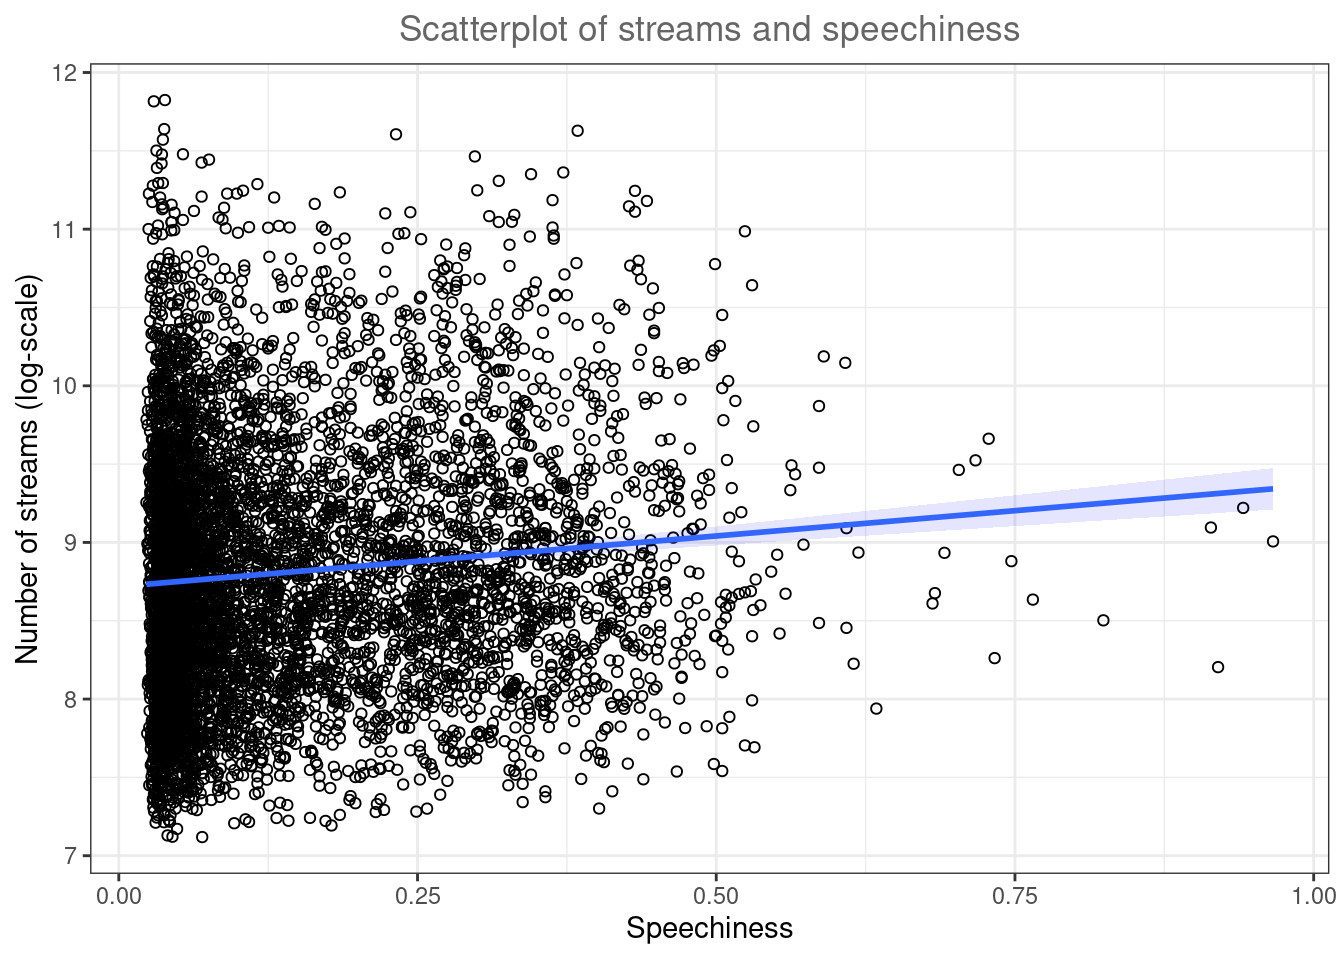 Scatterplot of streams and speechiness
Number of streams (log-scale)
12
11
10
9
8
7
0.00 0.25 0.50 0.75 1.00
Speechiness